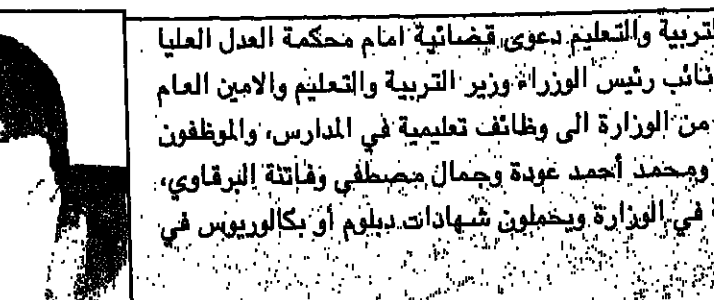 لتربية والتعليم دعوى قضائية امام محكمة العدل العليا
نائب رئيس الوزراء وزير التربية والتعليم والامين العام
من الوزارة الى وظائف تعليمية في المدارس، والموظفون
ومحمد أحمد عودة وجمال مصطفى وفاتنة البرقاوي،
في الوزارة ويحملون شهادات دبلوم أو بكالوريوس في